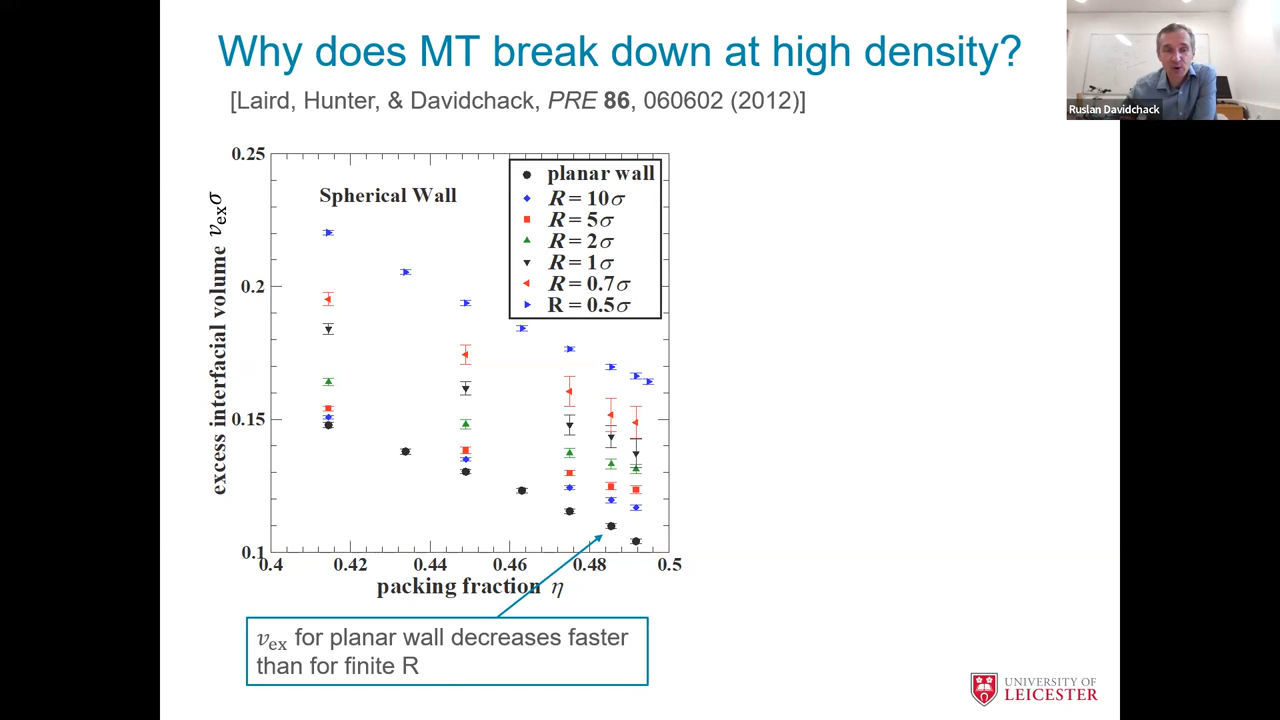 Why does MT break down at high density?
[Laird, Hunter, & Davidchack, PRE 86, 060602 (2012)]
Ruslan Davidchack
0.25
0.2
0.15
0.1
excess interfacial volume v_ex σ
Spherical Wall
planar wall
R = 10σ
R = 5σ
R = 2σ
R = 1σ
R = 0.7σ
R = 0.5σ
0.4 0.42 0.44 0.46 0.48 0.5
packing fraction η
v_ex for planar wall decreases faster
than for finite R
UNIVERSITY OF
LEICESTER